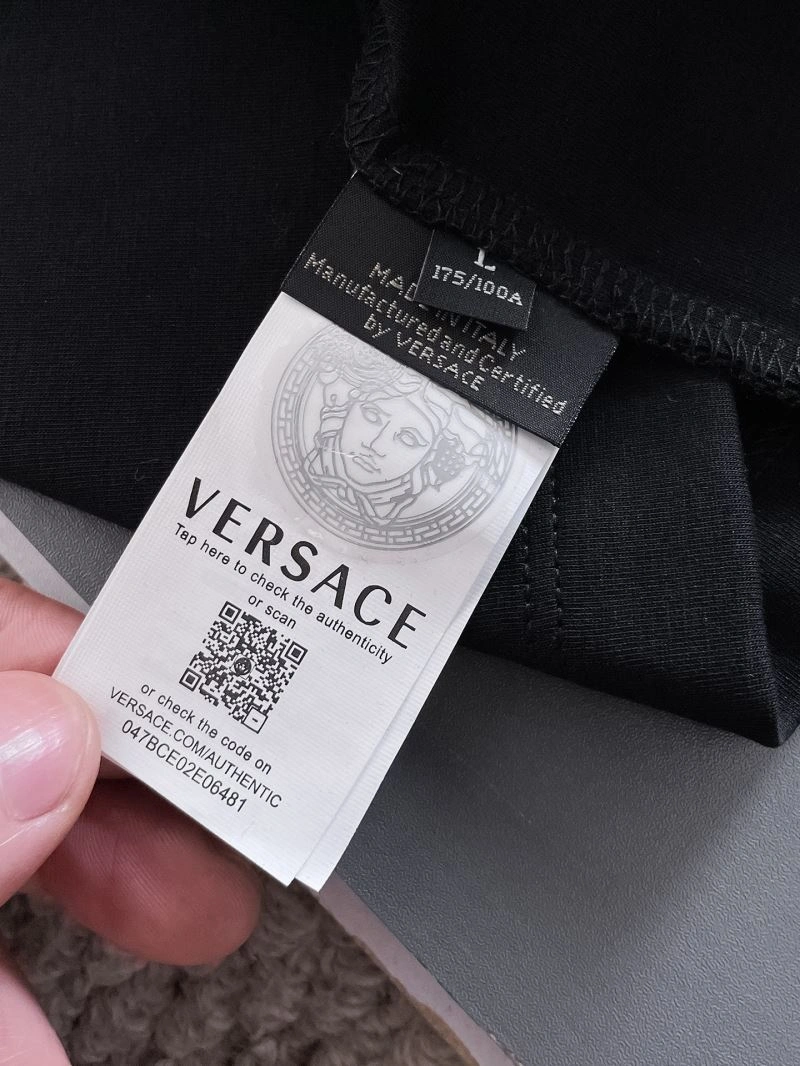 L
175/100A
MADE IN ITALY
Manufactured and Certified
by VERSACE
VERSACE
Tap here to check the authenticity
or scan
or check the code on
VERSACE.COM/AUTHENTIC
047BCE02E06481